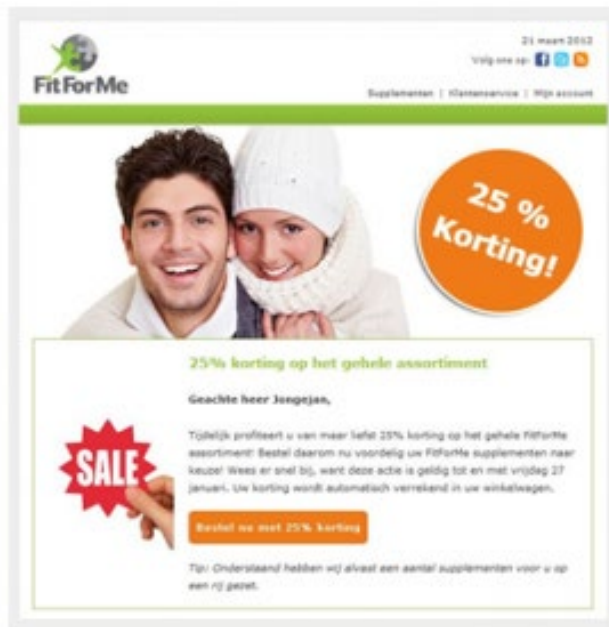 21 maart 2012
Volg ons op:
FitForMe
Supplementen | Klantenservice | Mijn account
25 %
Korting!
25% korting op het gehele assortiment
Geachte heer Jongejan,
Tijdelijk profiteert u van maar liefst 25% korting op het gehele FitForMe
assortiment! Bestel daarom nu voordelig uw FitForMe supplementen naar
keuze! Wees er snel bij, want deze actie is geldig tot en met vrijdag 27
januari. Uw korting wordt automatisch verrekend in uw winkelwagen.
SALE
Bestel nu met 25% korting
Tip: Onderstaand hebben wij alvast een aantal supplementen voor u op
een rij gezet.